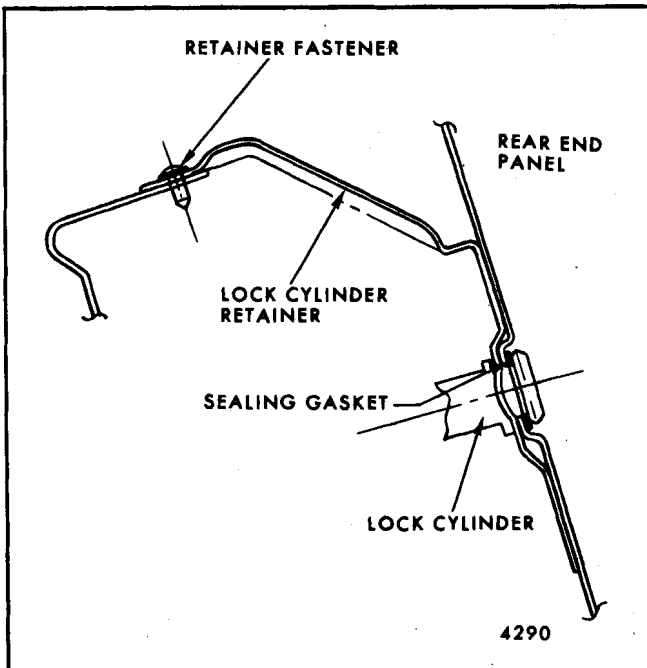 RETAINER FASTENER
REAR END
PANEL
LOCK CYLINDER
RETAINER
SEALING GASKET
LOCK CYLINDER
4290